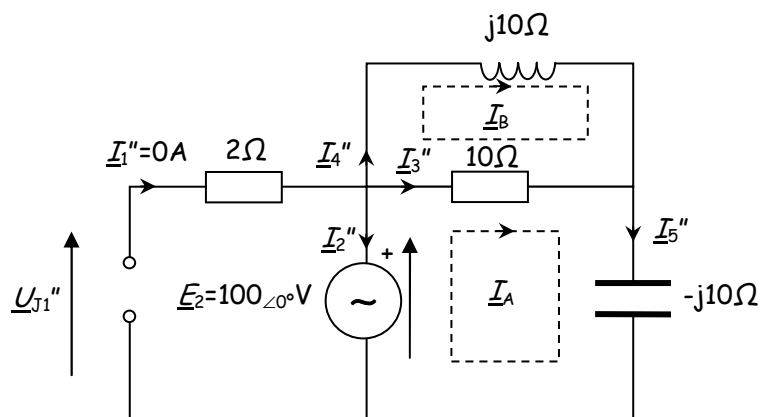 j10Ω
I_B
I_1"=0A
2Ω
I_4"
I_3"
10Ω
I_2"
+
I_5"
U_J1"
E_2=100∠0°V
~
I_A
-j10Ω